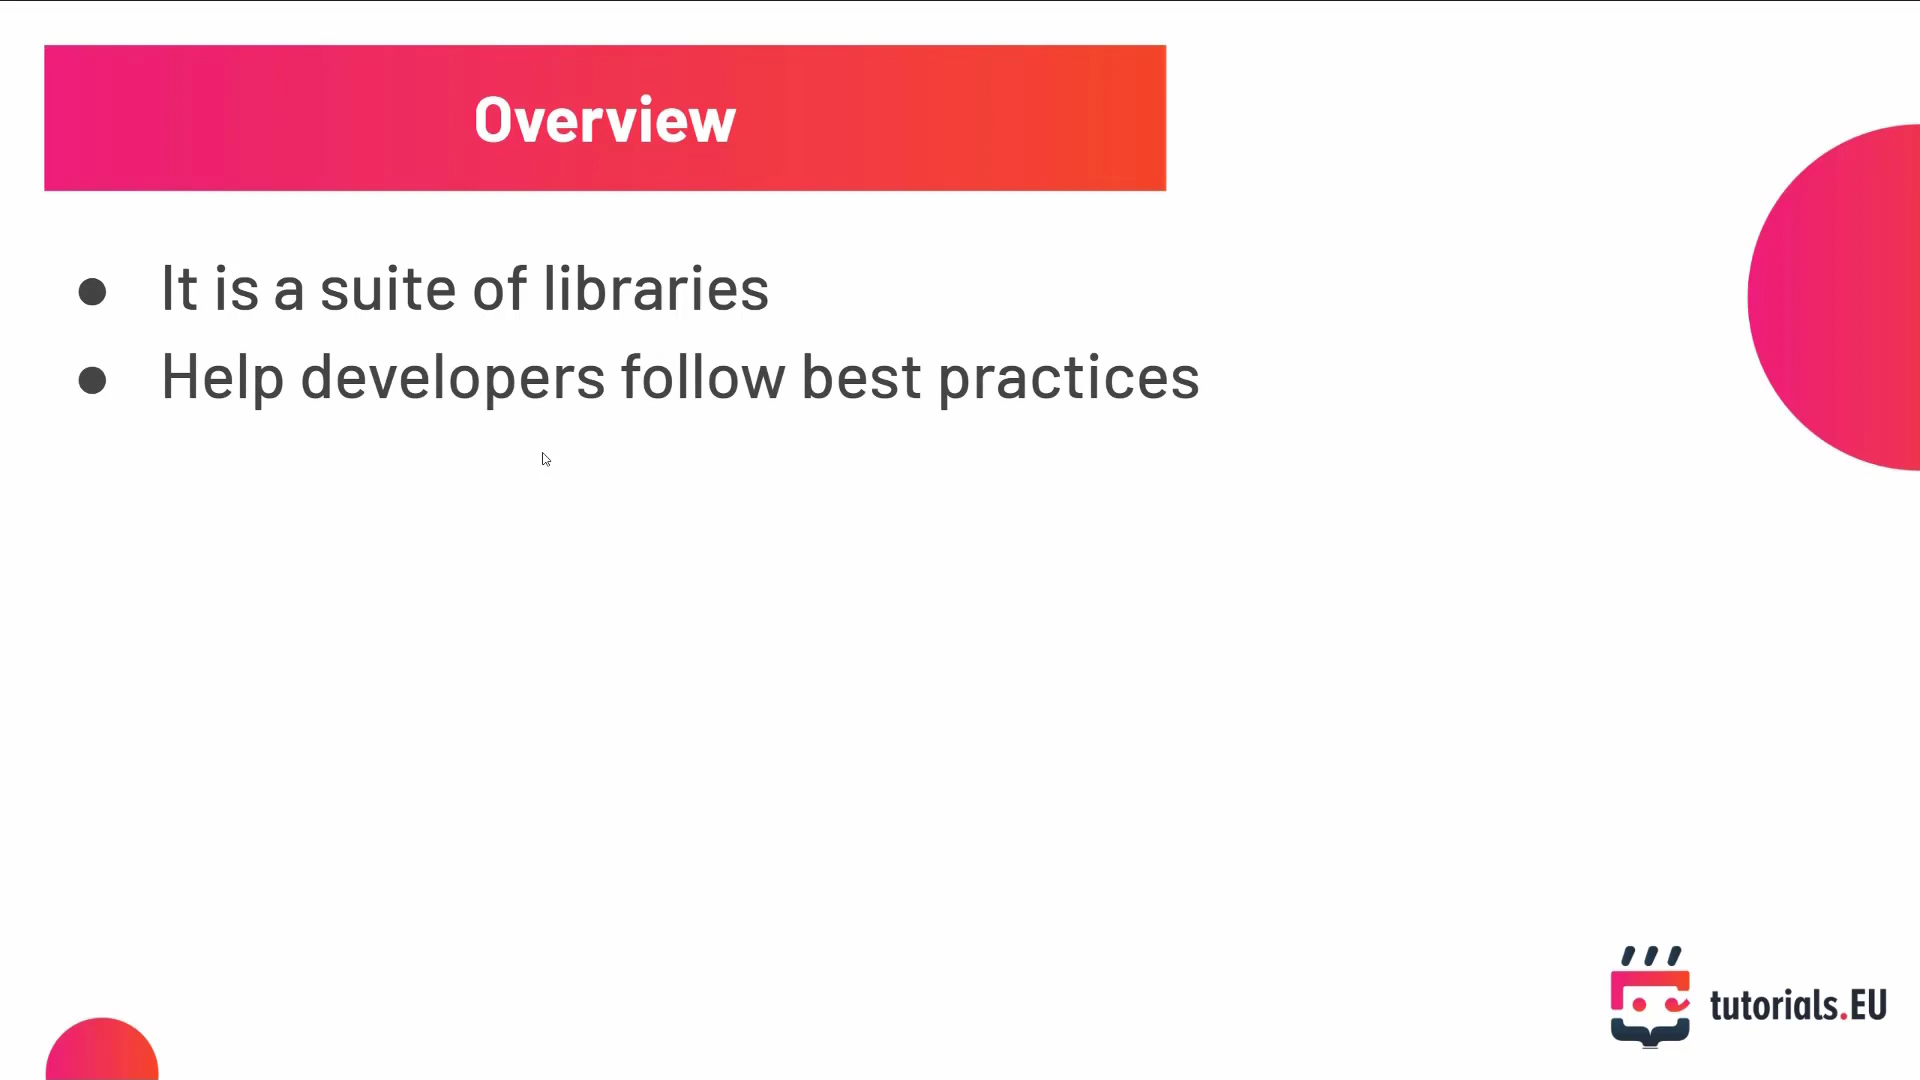 Overview
● It is a suite of libraries
● Help developers follow best practices
tutorials.EU